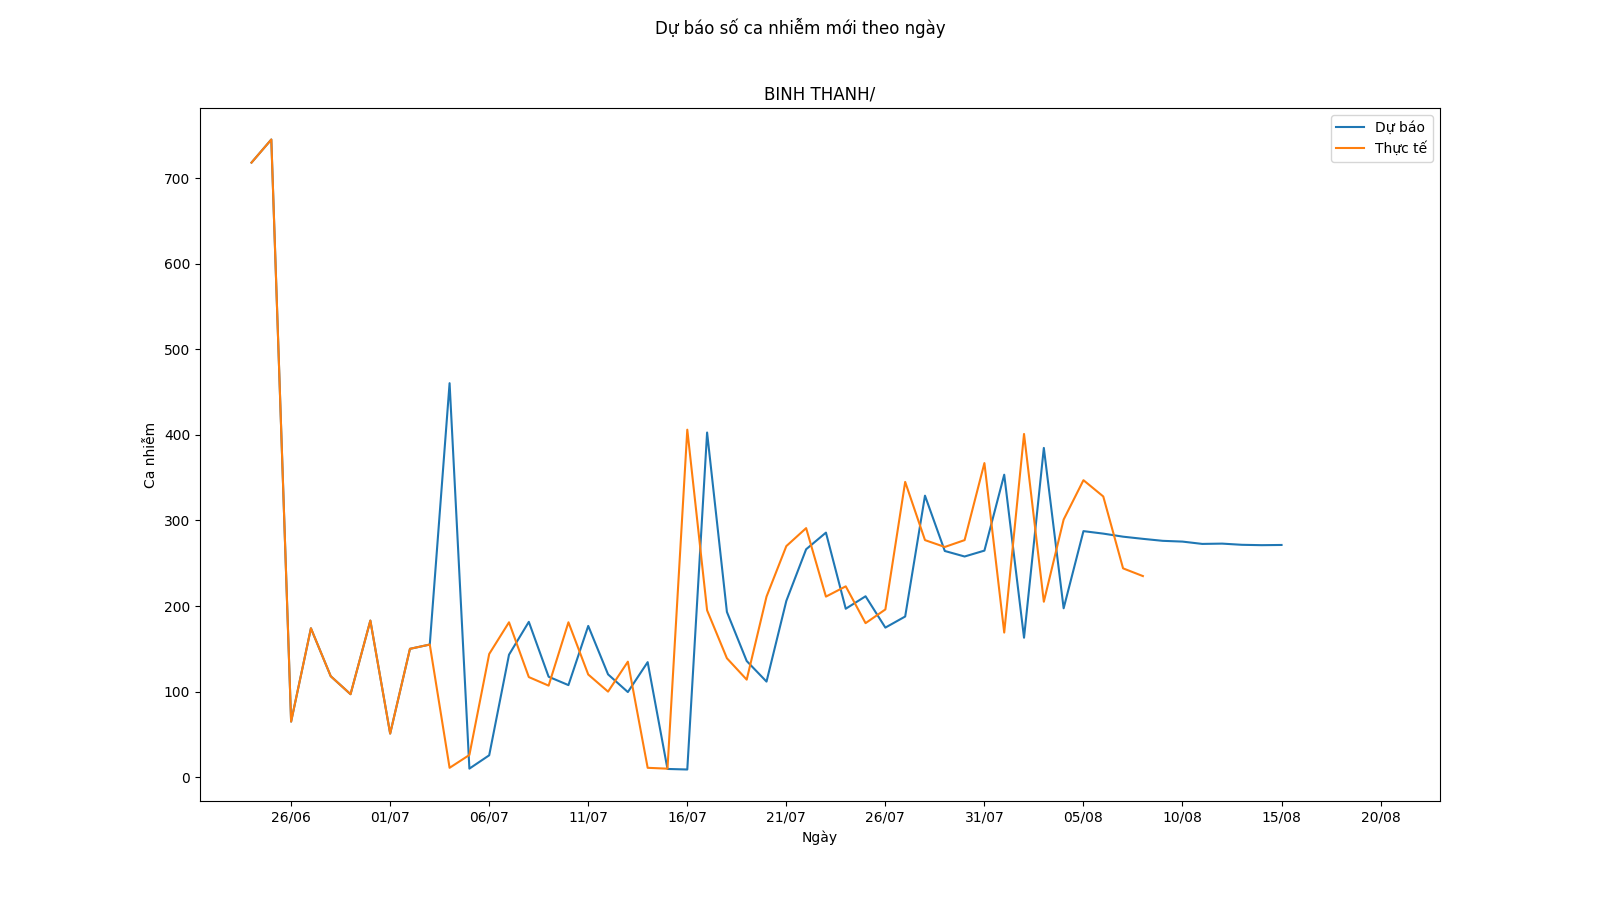 Dự báo số ca nhiễm mới theo ngày
BINH THANH/
Dự báo
Thực tế
700
600
500
400
300
200
100
0
Ca nhiễm
26/06 01/07 06/07 11/07 16/07 21/07 26/07 31/07 05/08 10/08 15/08 20/08
Ngày